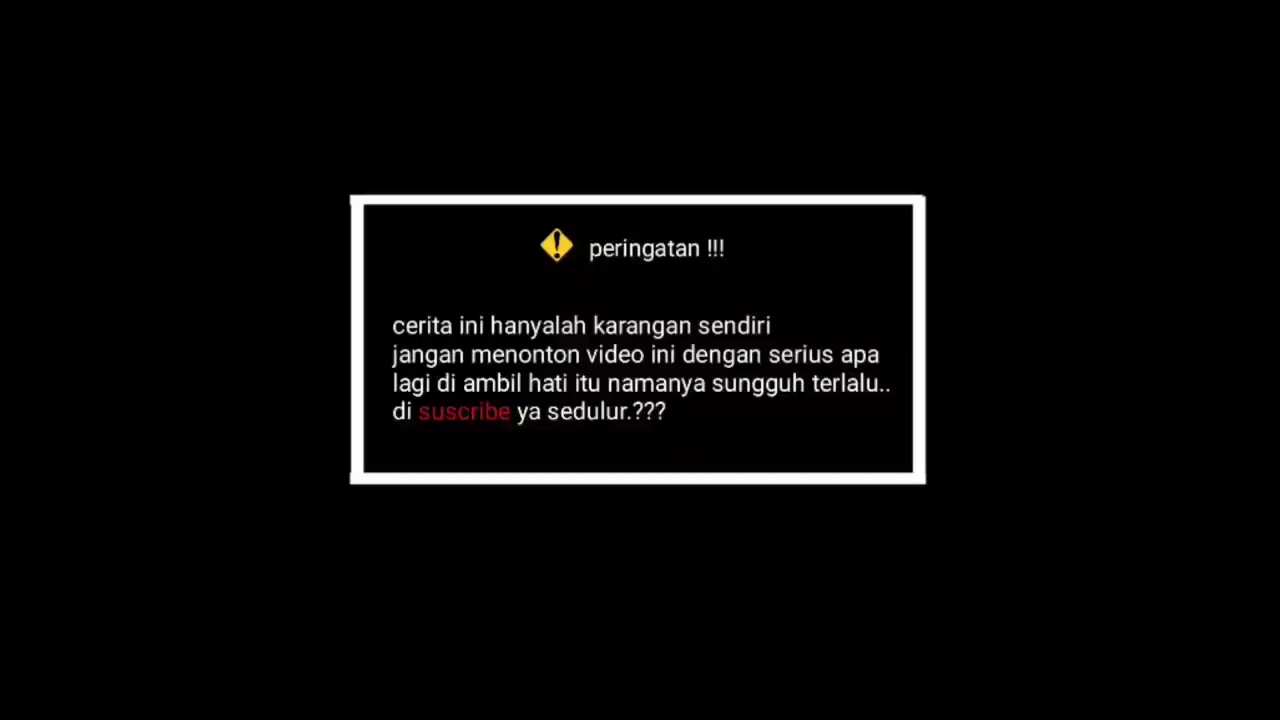 peringatan !!!
cerita ini hanyalah karangan sendiri
jangan menonton video ini dengan serius apa
lagi di ambil hati itu namanya sungguh terlalu..
di suscribe ya sedulur.???